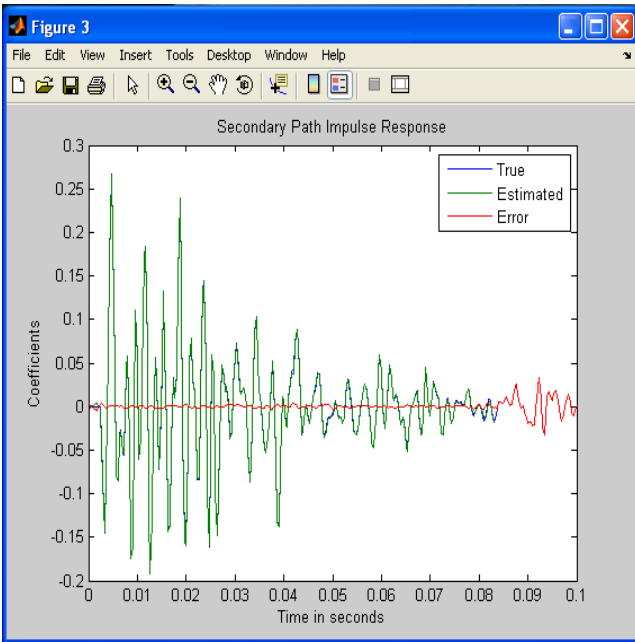 Figure 3
File Edit View Insert Tools Desktop Window Help
Secondary Path Impulse Response
True
Estimated
Error
Coefficients
0.3
0.25
0.2
0.15
0.1
0.05
0
-0.05
-0.1
-0.15
-0.2
0 0.01 0.02 0.03 0.04 0.05 0.06 0.07 0.08 0.09 0.1
Time in seconds